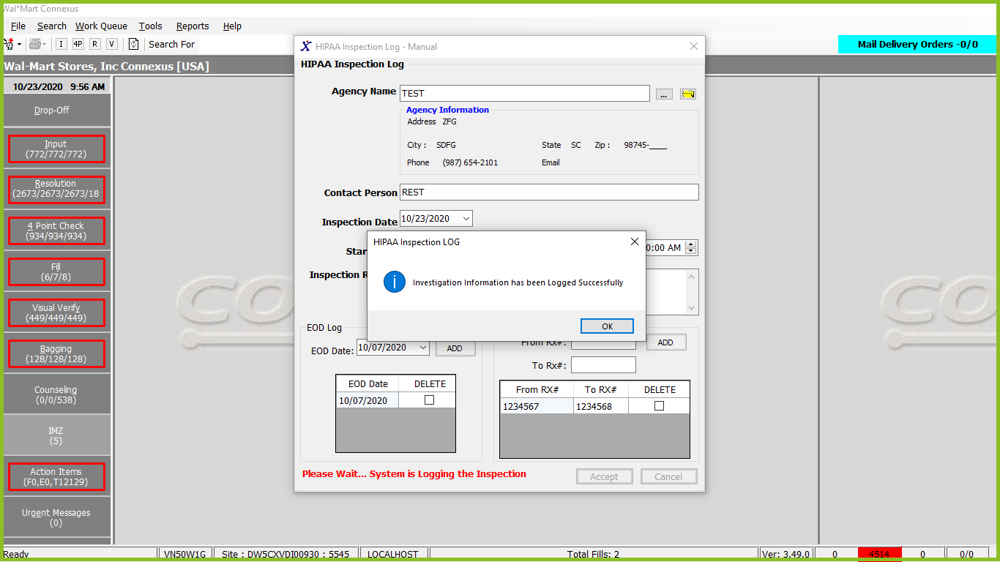 Wal*Mart Connexus
File Search Work Queue Tools Reports Help
I 4P R V Search For
Mail Delivery Orders -0/0
Wal-Mart Stores, Inc Connexus [USA]
10/23/2020 9:56 AM
Drop-Off
Input
(772/772/772)
Resolution
(2673/2673/2673/18
4 Point Check
(934/934/934)
Fill
(6/7/8)
Visual Verify
(449/449/449)
Bagging
(128/128/128)
Counseling
(0/0/538)
IMZ
(5)
Action Items
(F0,E0,T12129)
Urgent Messages
(0)
HIPAA Inspection Log - Manual
HIPAA Inspection Log
Agency Name TEST ...
Agency Information
Address ZFG
City : SDFG State SC Zip : 98745-____
Phone (987) 654-2101 Email
Contact Person REST
Inspection Date 10/23/2020
Star 0:00 AM
Inspection R
HIPAA Inspection LOG
Investigation Information has been Logged Successfully
OK
EOD Log
EOD Date: 10/07/2020 ADD
From Rx#: ADD
To Rx#:
EOD Date DELETE
10/07/2020
From RX# To RX# DELETE
1234567 1234568
Please Wait... System is Logging the Inspection
Accept Cancel
CO
CO
Ready VN50W1G Site : DW5CXVDI00930 : 5545 LOCALHOST Total Fills: 2 Ver: 3.49.0 0 4514 0 0/0